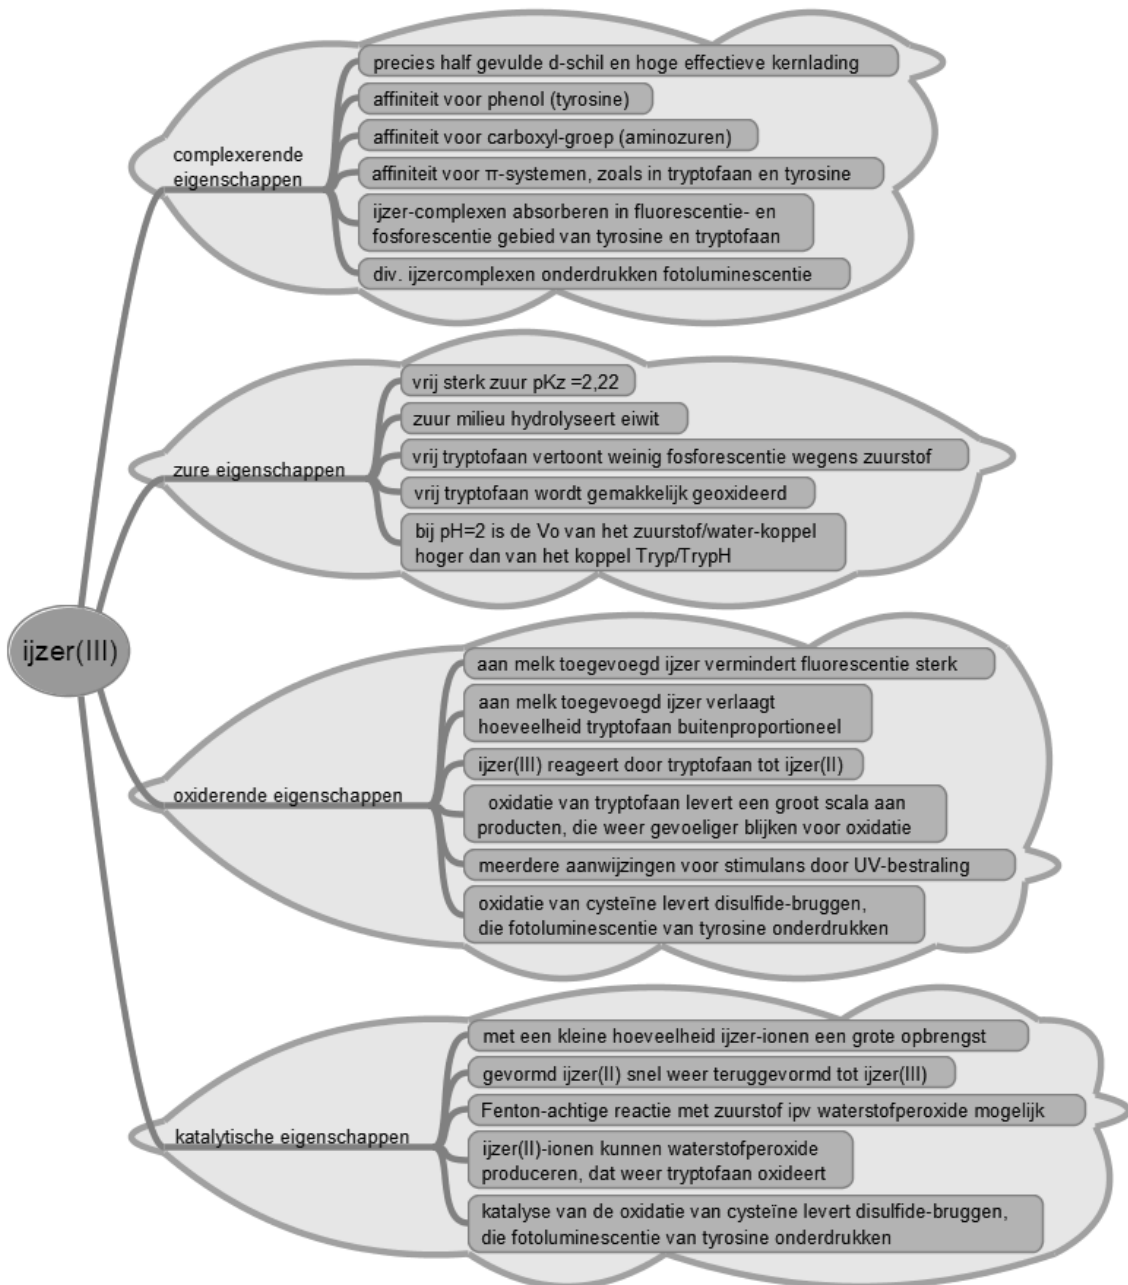 precies half gevulde d-schil en hoge effectieve kernlading
affiniteit voor phenol (tyrosine)
affiniteit voor carboxyl-groep (aminozuren)
complexerende
eigenschappen
affiniteit voor π-systemen, zoals in tryptofaan en tyrosine
ijzer-complexen absorberen in fluorescentie- en
fosforescentie gebied van tyrosine en tryptofaan
div. ijzercomplexen onderdrukken fotoluminescentie
vrij sterk zuur pKz =2,22
zuur milieu hydrolyseert eiwit
zure eigenschappen
vrij tryptofaan vertoont weinig fosforescentie wegens zuurstof
vrij tryptofaan wordt gemakkelijk geoxideerd
bij pH=2 is de Vo van het zuurstof/water-koppel
hoger dan van het koppel Tryp/TrypH
ijzer(III)
aan melk toegevoegd ijzer vermindert fluorescentie sterk
aan melk toegevoegd ijzer verlaagt
hoeveelheid tryptofaan buitenproportioneel
ijzer(III) reageert door tryptofaan tot ijzer(II)
oxiderende eigenschappen
oxidatie van tryptofaan levert een groot scala aan
producten, die weer gevoeliger blijken voor oxidatie
meerdere aanwijzingen voor stimulans door UV-bestraling
oxidatie van cysteïne levert disulfide-bruggen,
die fotoluminescentie van tyrosine onderdrukken
met een kleine hoeveelheid ijzer-ionen een grote opbrengst
gevormd ijzer(II) snel weer teruggevormd tot ijzer(III)
Fenton-achtige reactie met zuurstof ipv waterstofperoxide mogelijk
katalytische eigenschappen
ijzer(II)-ionen kunnen waterstofperoxide
produceren, dat weer tryptofaan oxideert
katalyse van de oxidatie van cysteïne levert disulfide-bruggen,
die fotoluminescentie van tyrosine onderdrukken